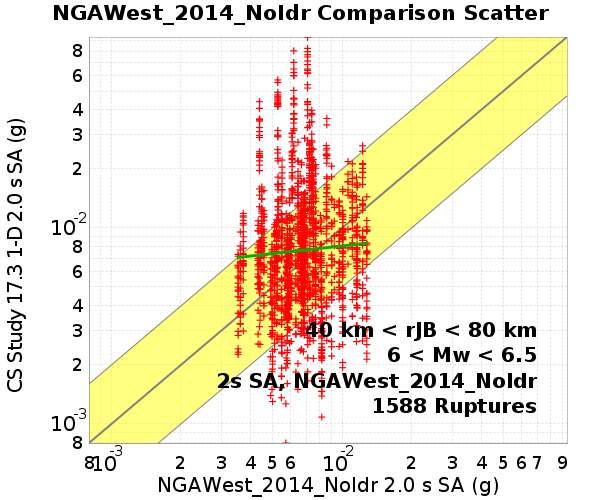 NGAWest_2014_NoIdr Comparison Scatter
CS Study 17.3 1-D 2.0 s SA (g)
8
6
4
3
2
10-2
8
6
4
3
2
10-3
8
40 km < rJB < 80 km
6 < Mw < 6.5
2s SA, NGAWest_2014_NoIdr
1588 Ruptures
8 10-3 2 3 4 5 6 10-2 2 3 4 5 6 7 9
NGAWest_2014_NoIdr 2.0 s SA (g)